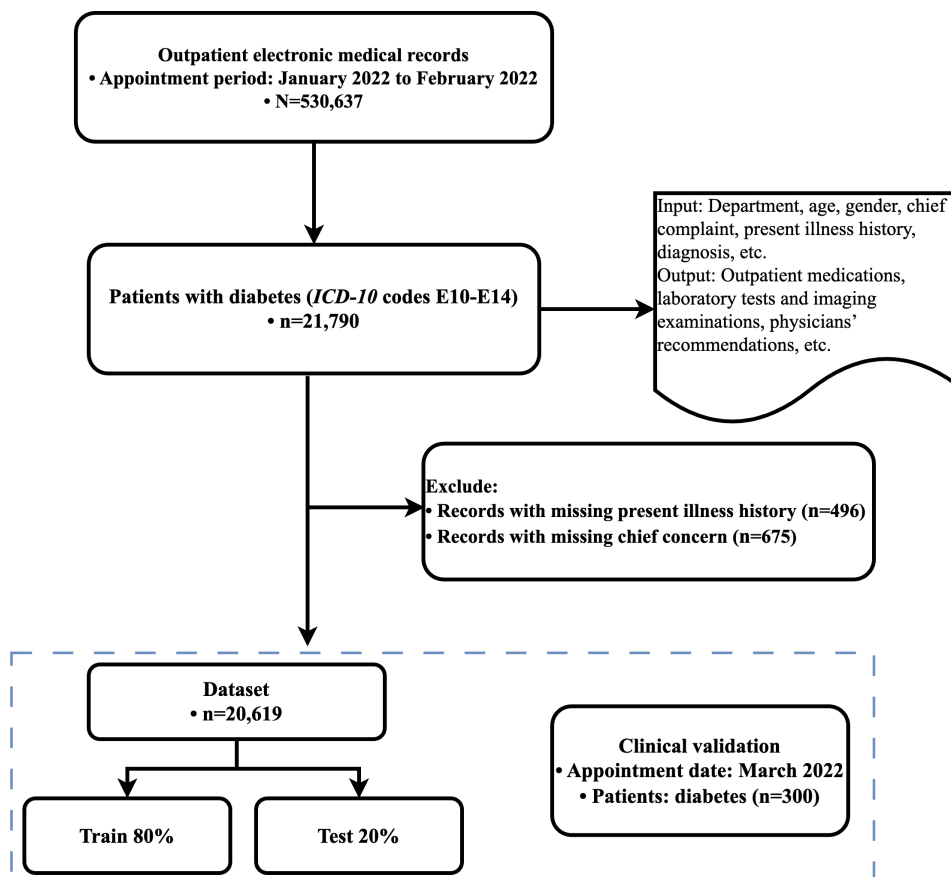 Outpatient electronic medical records
• Appointment period: January 2022 to February 2022
• N=530,637
Input: Department, age, gender, chief
complaint, present illness history,
diagnosis, etc.
Output: Outpatient medications,
laboratory tests and imaging
examinations, physicians’
recommendations, etc.
Patients with diabetes (ICD-10 codes E10-E14)
• n=21,790
Exclude:
• Records with missing present illness history (n=496)
• Records with missing chief concern (n=675)
Dataset
• n=20,619
Train 80%
Test 20%
Clinical validation
• Appointment date: March 2022
• Patients: diabetes (n=300)